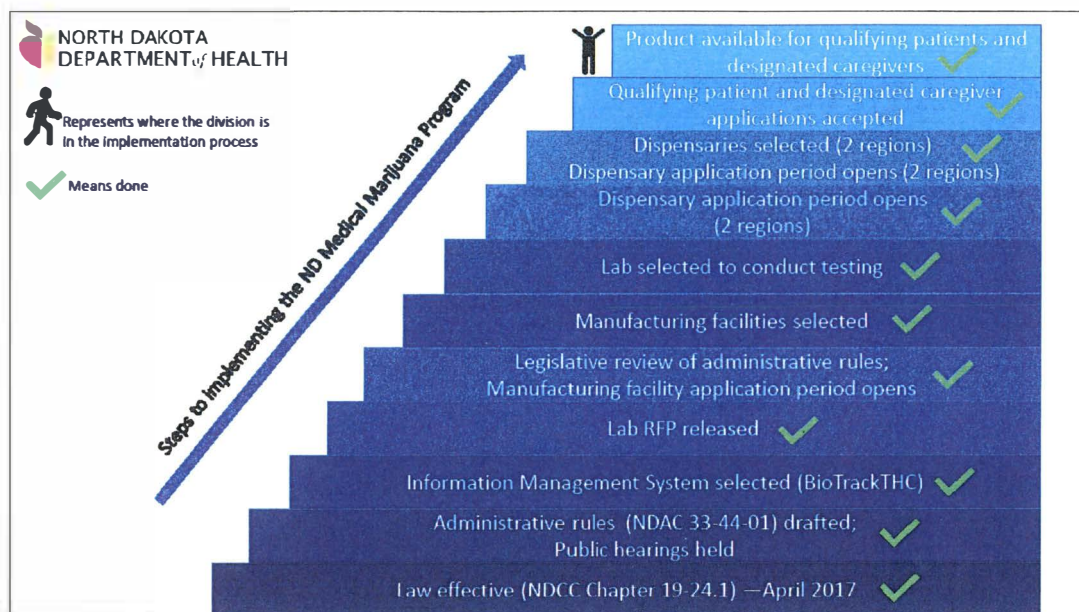 NORTH DAKOTA
DEPARTMENT of HEALTH
Represents where the division is
in the implementation process
Means done
Steps to implementing the ND Medical Marijuana Program
Product available for qualifying patients and
designated caregivers
Qualifying patient and designated caregiver
applications accepted
Dispensaries selected (2 regions)
Dispensary application period opens (2 regions)
Dispensary application period opens
(2 regions)
Lab selected to conduct testing
Manufacturing facilities selected
Legislative review of administrative rules;
Manufacturing facility application period opens
Lab RFP released
Information Management System selected (BioTrackTHC)
Administrative rules (NDAC 33-44-01) drafted;
Public hearings held
Law effective (NDCC Chapter 19-24.1) —April 2017